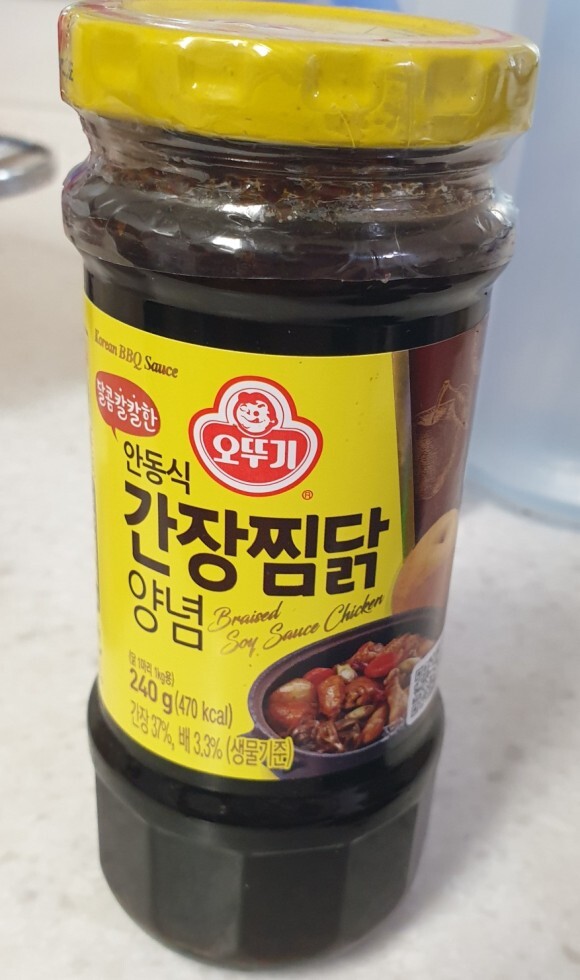 Korean BBQ Sauce
달콤칼칼한
오뚜기
®
안동식
간장찜닭
양념
Braised
Soy Sauce Chicken
(닭 1마리 1kg용)
240 g (470 kcal)
간장 37%, 배 3.3% (생물기준)